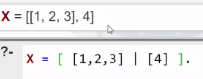 X = [[1, 2, 3], 4]
?- X = [ [1,2,3] | [4] ].